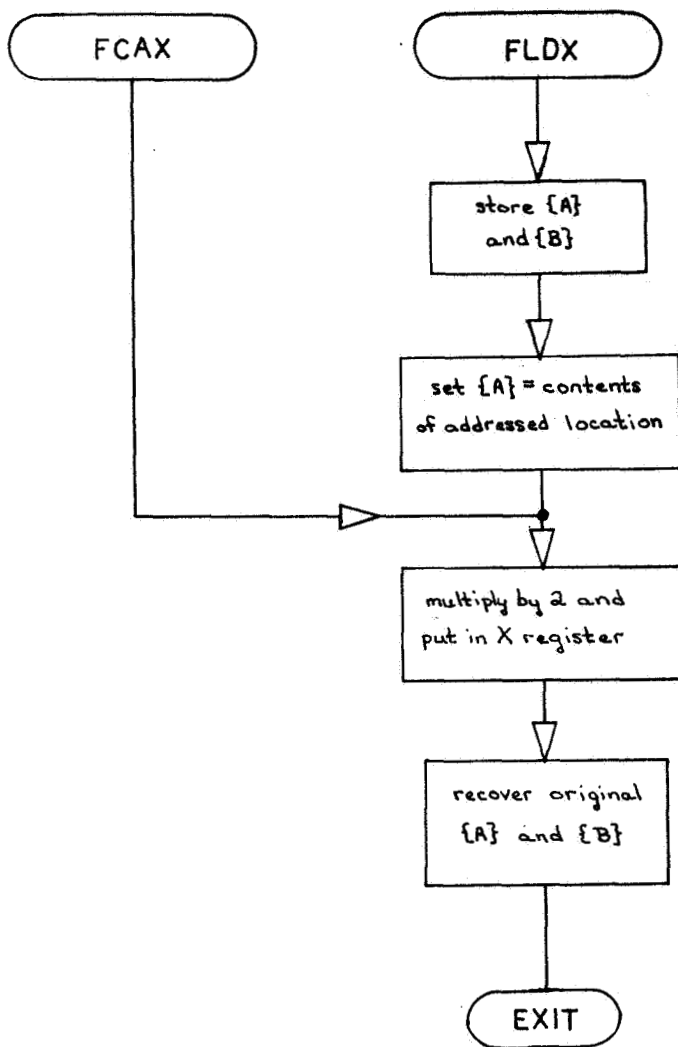 FCAX
FLDX
store {A}
and {B}
set {A} = contents
of addressed location
multiply by 2 and
put in X register
recover original
{A} and {B}
EXIT